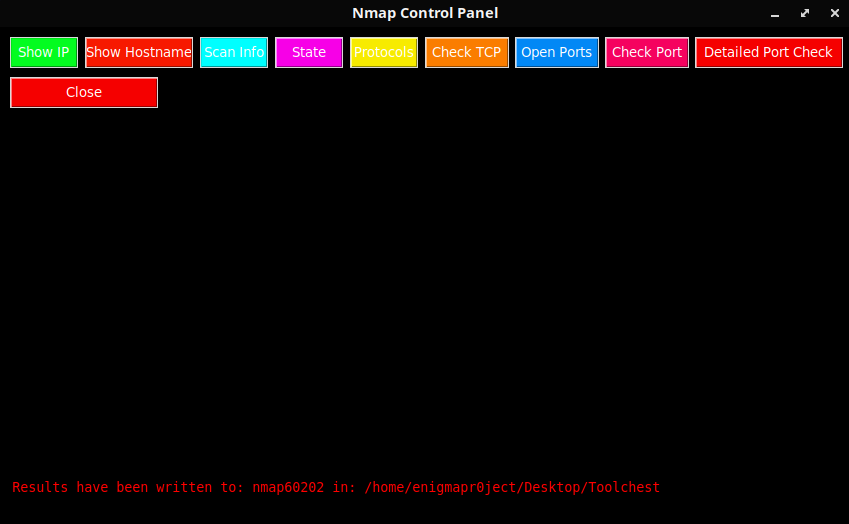 Nmap Control Panel
Show IP Show Hostname Scan Info State Protocols Check TCP Open Ports Check Port Detailed Port Check
Close
Results have been written to: nmap60202 in: /home/enigmapr0ject/Desktop/Toolchest